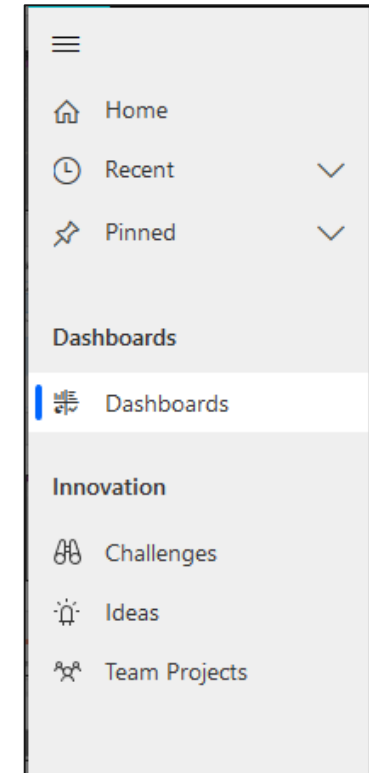 Home
Recent
Pinned
Dashboards
Dashboards
Innovation
Challenges
Ideas
Team Projects